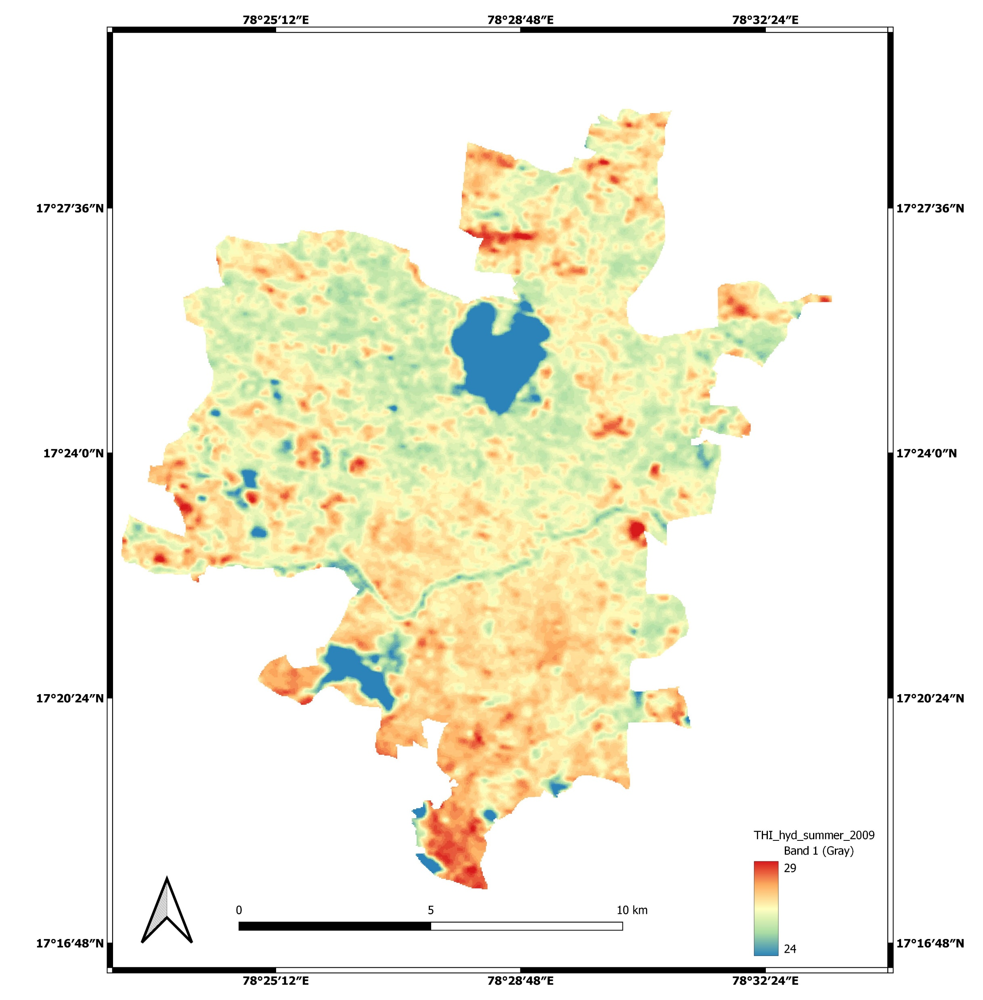 78°25′12″E 78°28′48″E 78°32′24″E
17°27′36″N 17°27′36″N
17°24′0″N 17°24′0″N
17°20′24″N 17°20′24″N
THI_hyd_summer_2009
Band 1 (Gray)
29
0 5 10 km
24
17°16′48″N 17°16′48″N
78°25′12″E 78°28′48″E 78°32′24″E